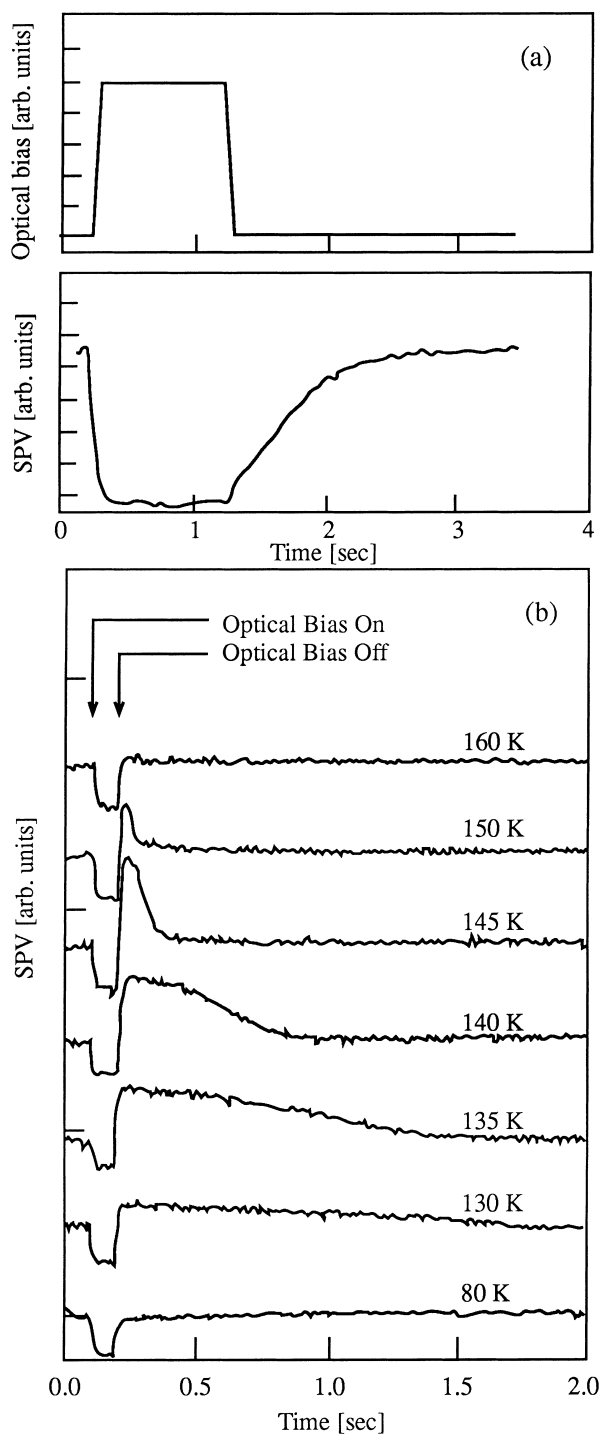 Optical bias [arb. units]
(a)
SPV [arb. units]
0 1 2 3 4
Time [sec]
(b)
Optical Bias On
Optical Bias Off
160 K
150 K
145 K
140 K
135 K
130 K
80 K
SPV [arb. units]
0.0 0.5 1.0 1.5 2.0
Time [sec]